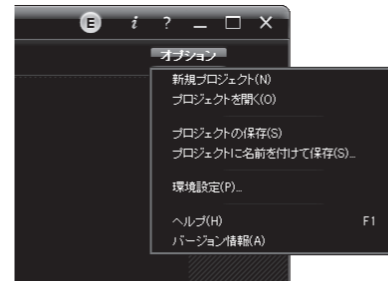 E i ? _ □ ×
オプション
新規プロジェクト(N)
プロジェクトを開く(O)
プロジェクトの保存(S)
プロジェクトに名前を付けて保存(S)...
環境設定(P)...
ヘルプ(H) F1
バージョン情報(A)